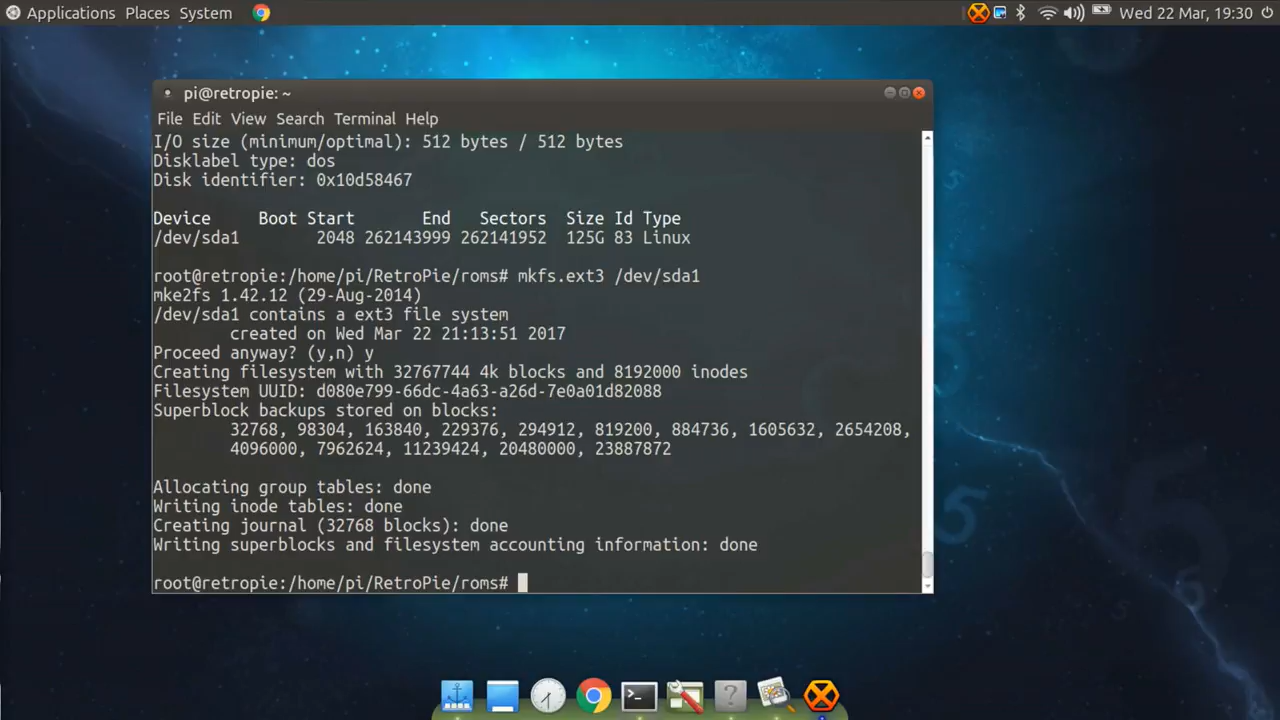 Applications Places System Wed 22 Mar, 19:30
pi@retropie: ~
File Edit View Search Terminal Help
I/O size (minimum/optimal): 512 bytes / 512 bytes
Disklabel type: dos
Disk identifier: 0x10d58467
Device Boot Start End Sectors Size Id Type
/dev/sda1 2048 262143999 262141952 125G 83 Linux
root@retropie:/home/pi/RetroPie/roms# mkfs.ext3 /dev/sda1
mke2fs 1.42.12 (29-Aug-2014)
/dev/sda1 contains a ext3 file system
created on Wed Mar 22 21:13:51 2017
Proceed anyway? (y,n) y
Creating filesystem with 32767744 4k blocks and 8192000 inodes
Filesystem UUID: d080e799-66dc-4a63-a26d-7e0a01d82088
Superblock backups stored on blocks:
32768, 98304, 163840, 229376, 294912, 819200, 884736, 1605632, 2654208,
4096000, 7962624, 11239424, 20480000, 23887872
Allocating group tables: done
Writing inode tables: done
Creating journal (32768 blocks): done
Writing superblocks and filesystem accounting information: done
root@retropie:/home/pi/RetroPie/roms#